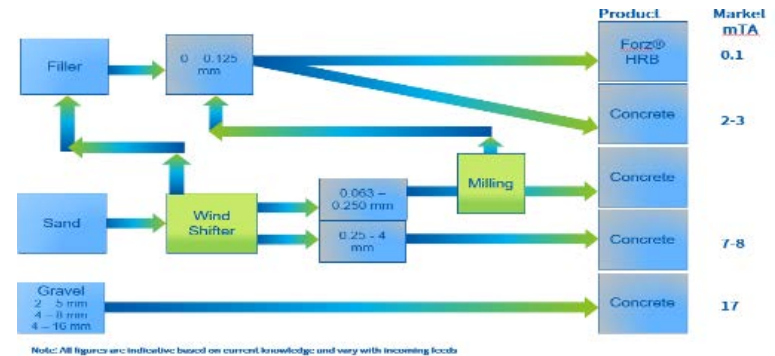 Product
Market
mTA
Filler
0 – 0.125
mm
Forz®
HRB
0.1
Concrete
2-3
Sand
Wind
Shifter
0.063 –
0.250 mm
Milling
Concrete
0.25 - 4
mm
Concrete
7-8
Gravel
2 – 5 mm
4 – 8 mm
4 – 16 mm
Concrete
17
Note: All figures are indicative based on current knowledge and vary with incoming feeds